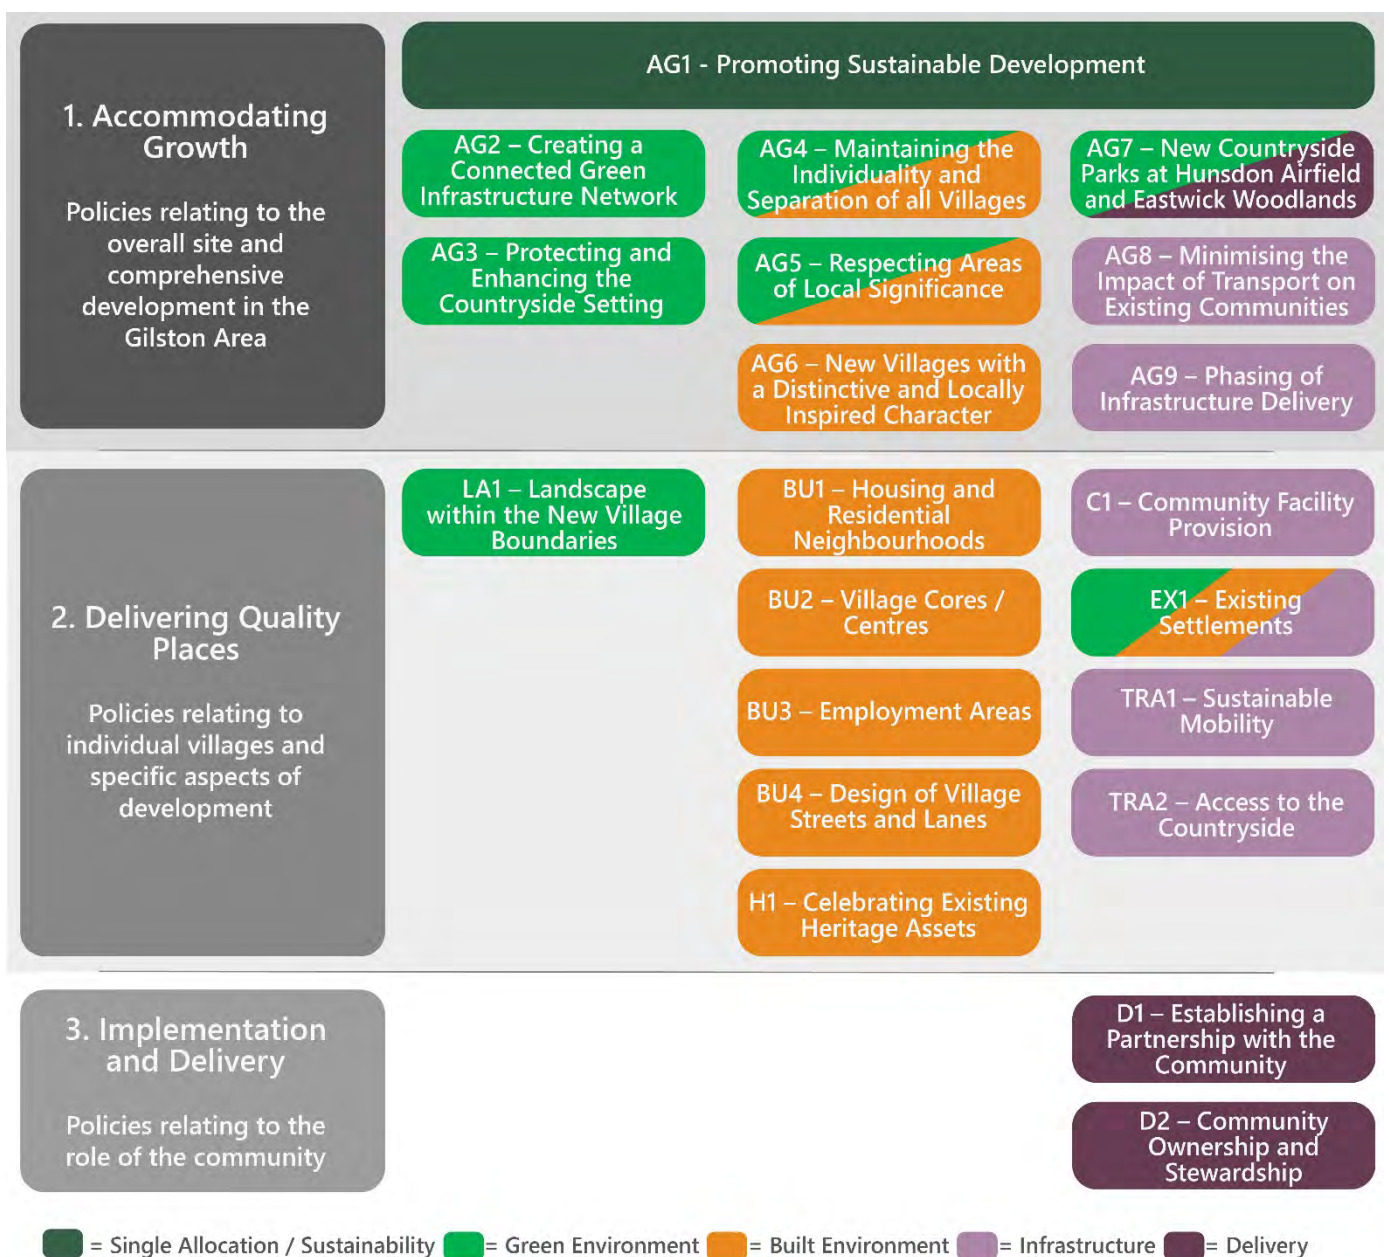 1. Accommodating
Growth
Policies relating to the
overall site and
comprehensive
development in the
Gilston Area
AG1 - Promoting Sustainable Development
AG2 – Creating a
Connected Green
Infrastructure Network
AG3 – Protecting and
Enhancing the
Countryside Setting
AG4 – Maintaining the
Individuality and
Separation of all Villages
AG5 – Respecting Areas
of Local Significance
AG6 – New Villages with
a Distinctive and Locally
Inspired Character
AG7 – New Countryside
Parks at Hunsdon Airfield
and Eastwick Woodlands
AG8 – Minimising the
Impact of Transport on
Existing Communities
AG9 – Phasing of
Infrastructure Delivery
2. Delivering Quality
Places
Policies relating to
individual villages and
specific aspects of
development
LA1 – Landscape
within the New Village
Boundaries
BU1 – Housing and
Residential
Neighbourhoods
BU2 – Village Cores /
Centres
BU3 – Employment Areas
BU4 – Design of Village
Streets and Lanes
H1 – Celebrating Existing
Heritage Assets
C1 – Community Facility
Provision
EX1 – Existing
Settlements
TRA1 – Sustainable
Mobility
TRA2 – Access to the
Countryside
3. Implementation
and Delivery
Policies relating to the
role of the community
D1 – Establishing a
Partnership with the
Community
D2 – Community
Ownership and
Stewardship
= Single Allocation / Sustainability = Green Environment = Built Environment = Infrastructure = Delivery